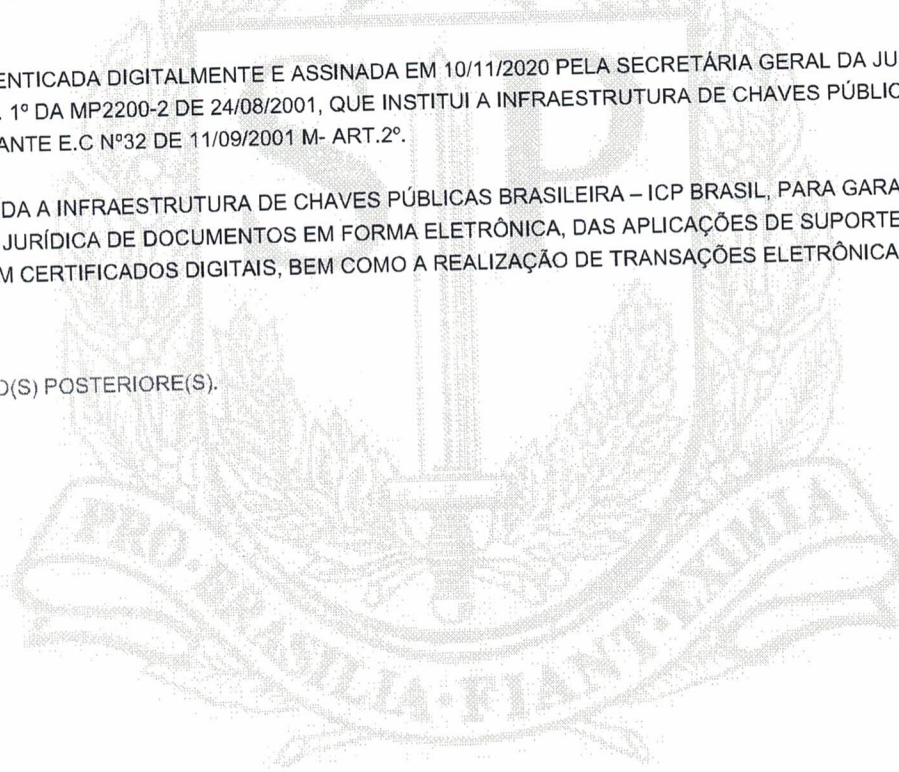 ENTICADA DIGITALMENTE E ASSINADA EM 10/11/2020 PELA SECRETÁRIA GERAL DA JU
. 1º DA MP2200-2 DE 24/08/2001, QUE INSTITUI A INFRAESTRUTURA DE CHAVES PÚBLIC
ANTE E.C Nº32 DE 11/09/2001 M- ART.2º.
DA A INFRAESTRUTURA DE CHAVES PÚBLICAS BRASILEIRA – ICP BRASIL, PARA GARA
JURÍDICA DE DOCUMENTOS EM FORMA ELETRÔNICA, DAS APLICAÇÕES DE SUPORTE
M CERTIFICADOS DIGITAIS, BEM COMO A REALIZAÇÃO DE TRANSAÇÕES ELETRÔNICA
O(S) POSTERIORE(S).
SP
PRO·BRASILIA·FIANT·EXIMIA